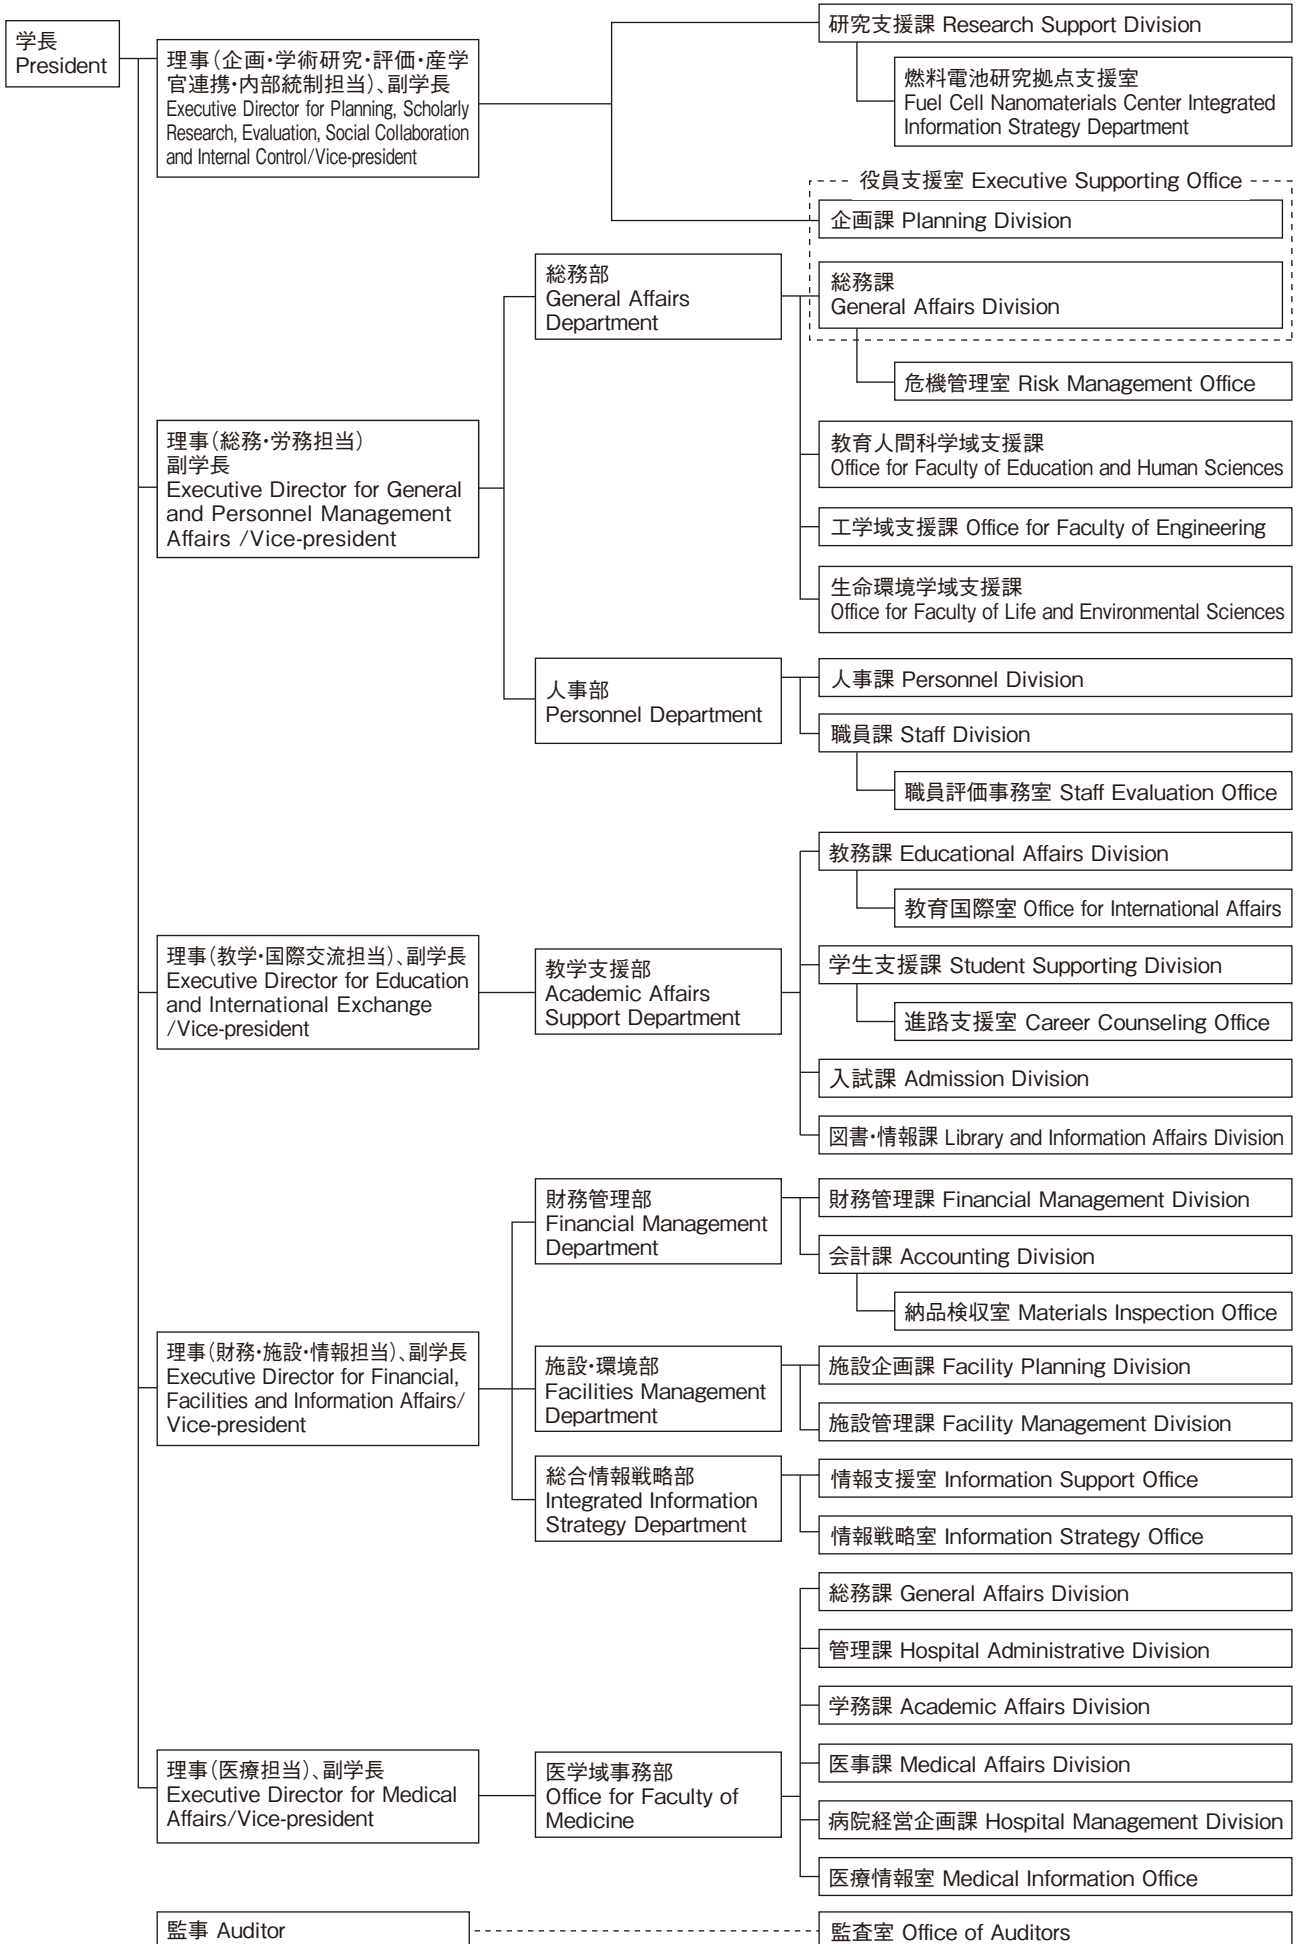 学長
President
理事（企画・学術研究・評価・産学
官連携・内部統制担当）、副学長
Executive Director for Planning, Scholarly
Research, Evaluation, Social Collaboration
and Internal Control/Vice-president
研究支援課 Research Support Division
燃料電池研究拠点支援室
Fuel Cell Nanomaterials Center Integrated
Information Strategy Department
役員支援室 Executive Supporting Office
企画課 Planning Division
総務部
General Affairs
Department
総務課
General Affairs Division
危機管理室 Risk Management Office
理事（総務・労務担当）
副学長
Executive Director for General
and Personnel Management
Affairs /Vice-president
教育人間科学域支援課
Office for Faculty of Education and Human Sciences
工学域支援課 Office for Faculty of Engineering
生命環境学域支援課
Office for Faculty of Life and Environmental Sciences
人事部
Personnel Department
人事課 Personnel Division
職員課 Staff Division
職員評価事務室 Staff Evaluation Office
教務課 Educational Affairs Division
教育国際室 Office for International Affairs
理事（教学・国際交流担当）、副学長
Executive Director for Education
and International Exchange
/Vice-president
教学支援部
Academic Affairs
Support Department
学生支援課 Student Supporting Division
進路支援室 Career Counseling Office
入試課 Admission Division
図書・情報課 Library and Information Affairs Division
財務管理部
Financial Management
Department
財務管理課 Financial Management Division
会計課 Accounting Division
納品検収室 Materials Inspection Office
理事（財務・施設・情報担当）、副学長
Executive Director for Financial,
Facilities and Information Affairs/
Vice-president
施設・環境部
Facilities Management
Department
施設企画課 Facility Planning Division
施設管理課 Facility Management Division
総合情報戦略部
Integrated Information
Strategy Department
情報支援室 Information Support Office
情報戦略室 Information Strategy Office
総務課 General Affairs Division
管理課 Hospital Administrative Division
学務課 Academic Affairs Division
理事（医療担当）、副学長
Executive Director for Medical
Affairs/Vice-president
医学域事務部
Office for Faculty of
Medicine
医事課 Medical Affairs Division
病院経営企画課 Hospital Management Division
医療情報室 Medical Information Office
監事 Auditor
監査室 Office of Auditors